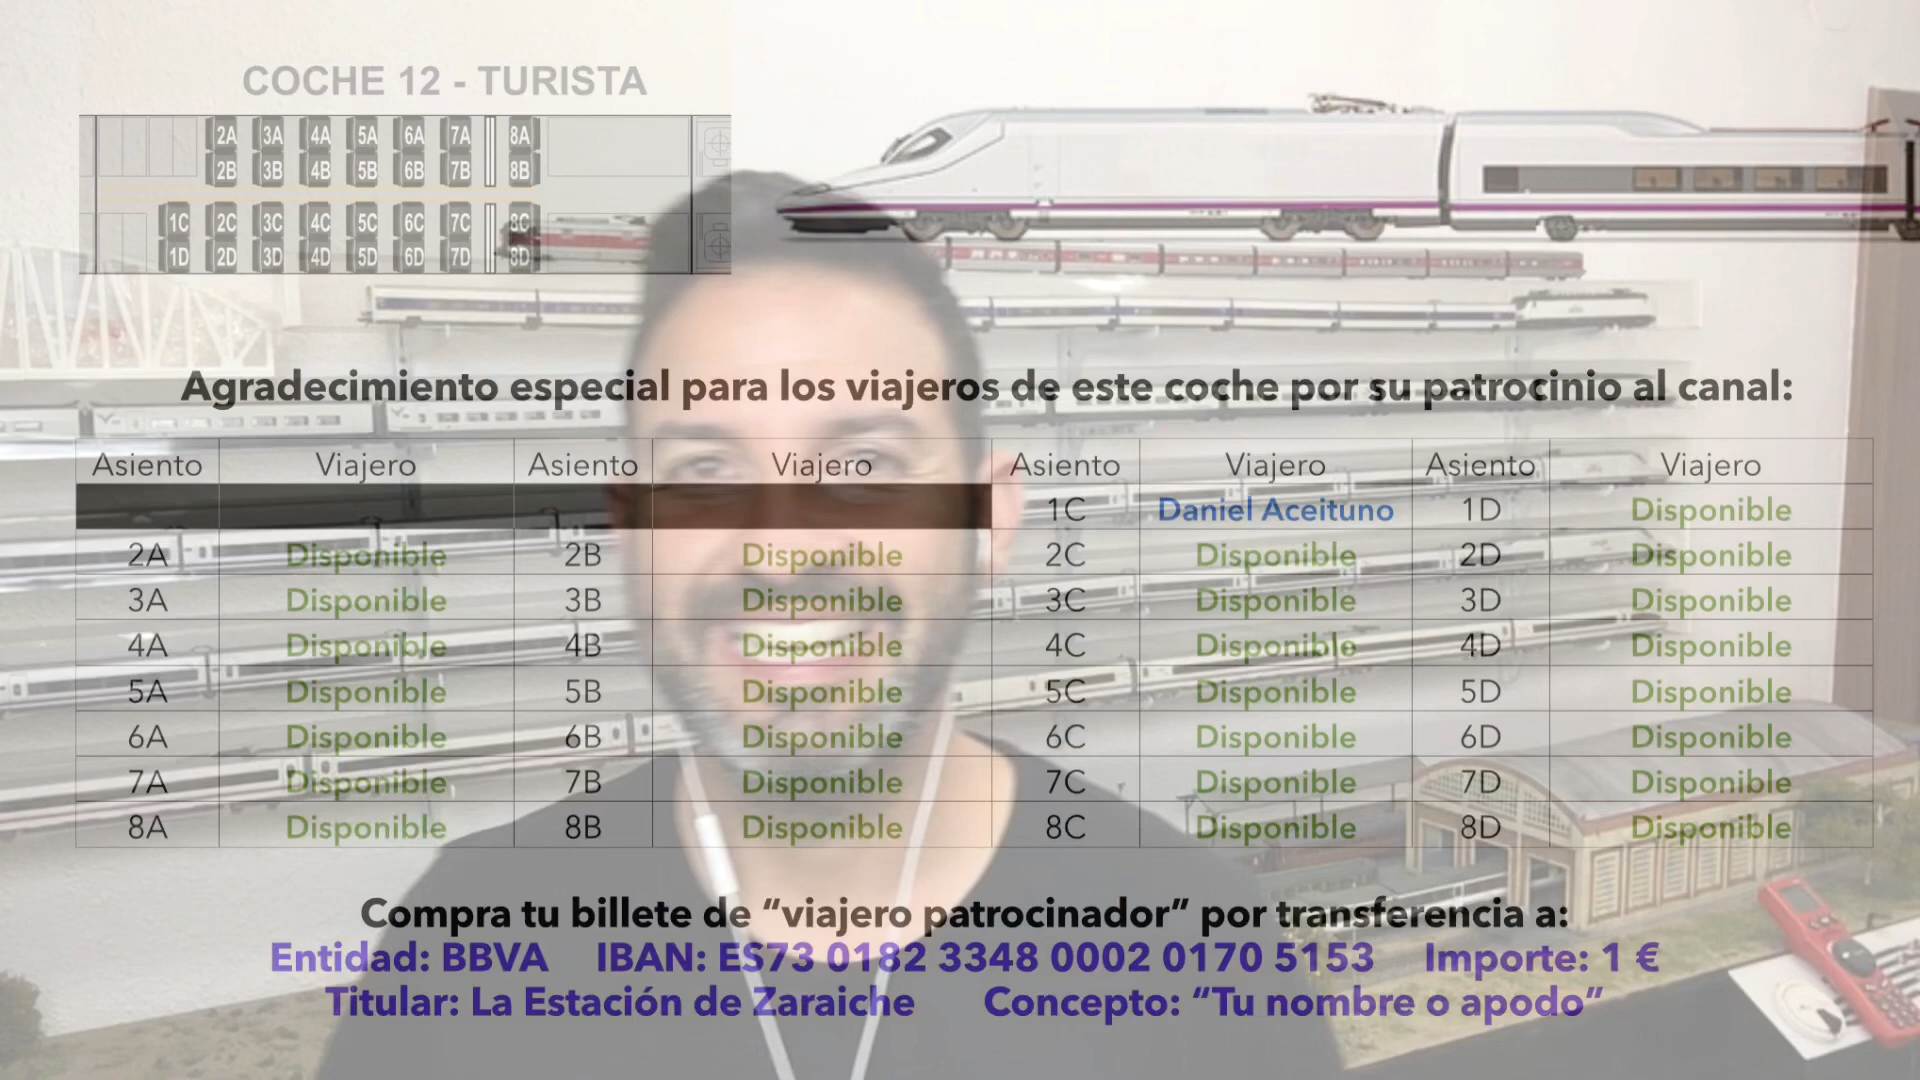 COCHE 12 - TURISTA
2A 3A 4A 5A 6A 7A 8A
2B 3B 4B 5B 6B 7B 8B
1C 2C 3C 4C 5C 6C 7C 8C
1D 2D 3D 4D 5D 6D 7D 8D
Agradecimiento especial para los viajeros de este coche por su patrocinio al canal:
Asiento Viajero Asiento Viajero Asiento Viajero Asiento Viajero
1C Daniel Aceituno 1D Disponible
2A Disponible 2B Disponible 2C Disponible 2D Disponible
3A Disponible 3B Disponible 3C Disponible 3D Disponible
4A Disponible 4B Disponible 4C Disponible 4D Disponible
5A Disponible 5B Disponible 5C Disponible 5D Disponible
6A Disponible 6B Disponible 6C Disponible 6D Disponible
7A Disponible 7B Disponible 7C Disponible 7D Disponible
8A Disponible 8B Disponible 8C Disponible 8D Disponible
Compra tu billete de “viajero patrocinador” por transferencia a:
Entidad: BBVA IBAN: ES73 0182 3348 0002 0170 5153 Importe: 1 €
Titular: La Estación de Zaraiche Concepto: “Tu nombre o apodo”